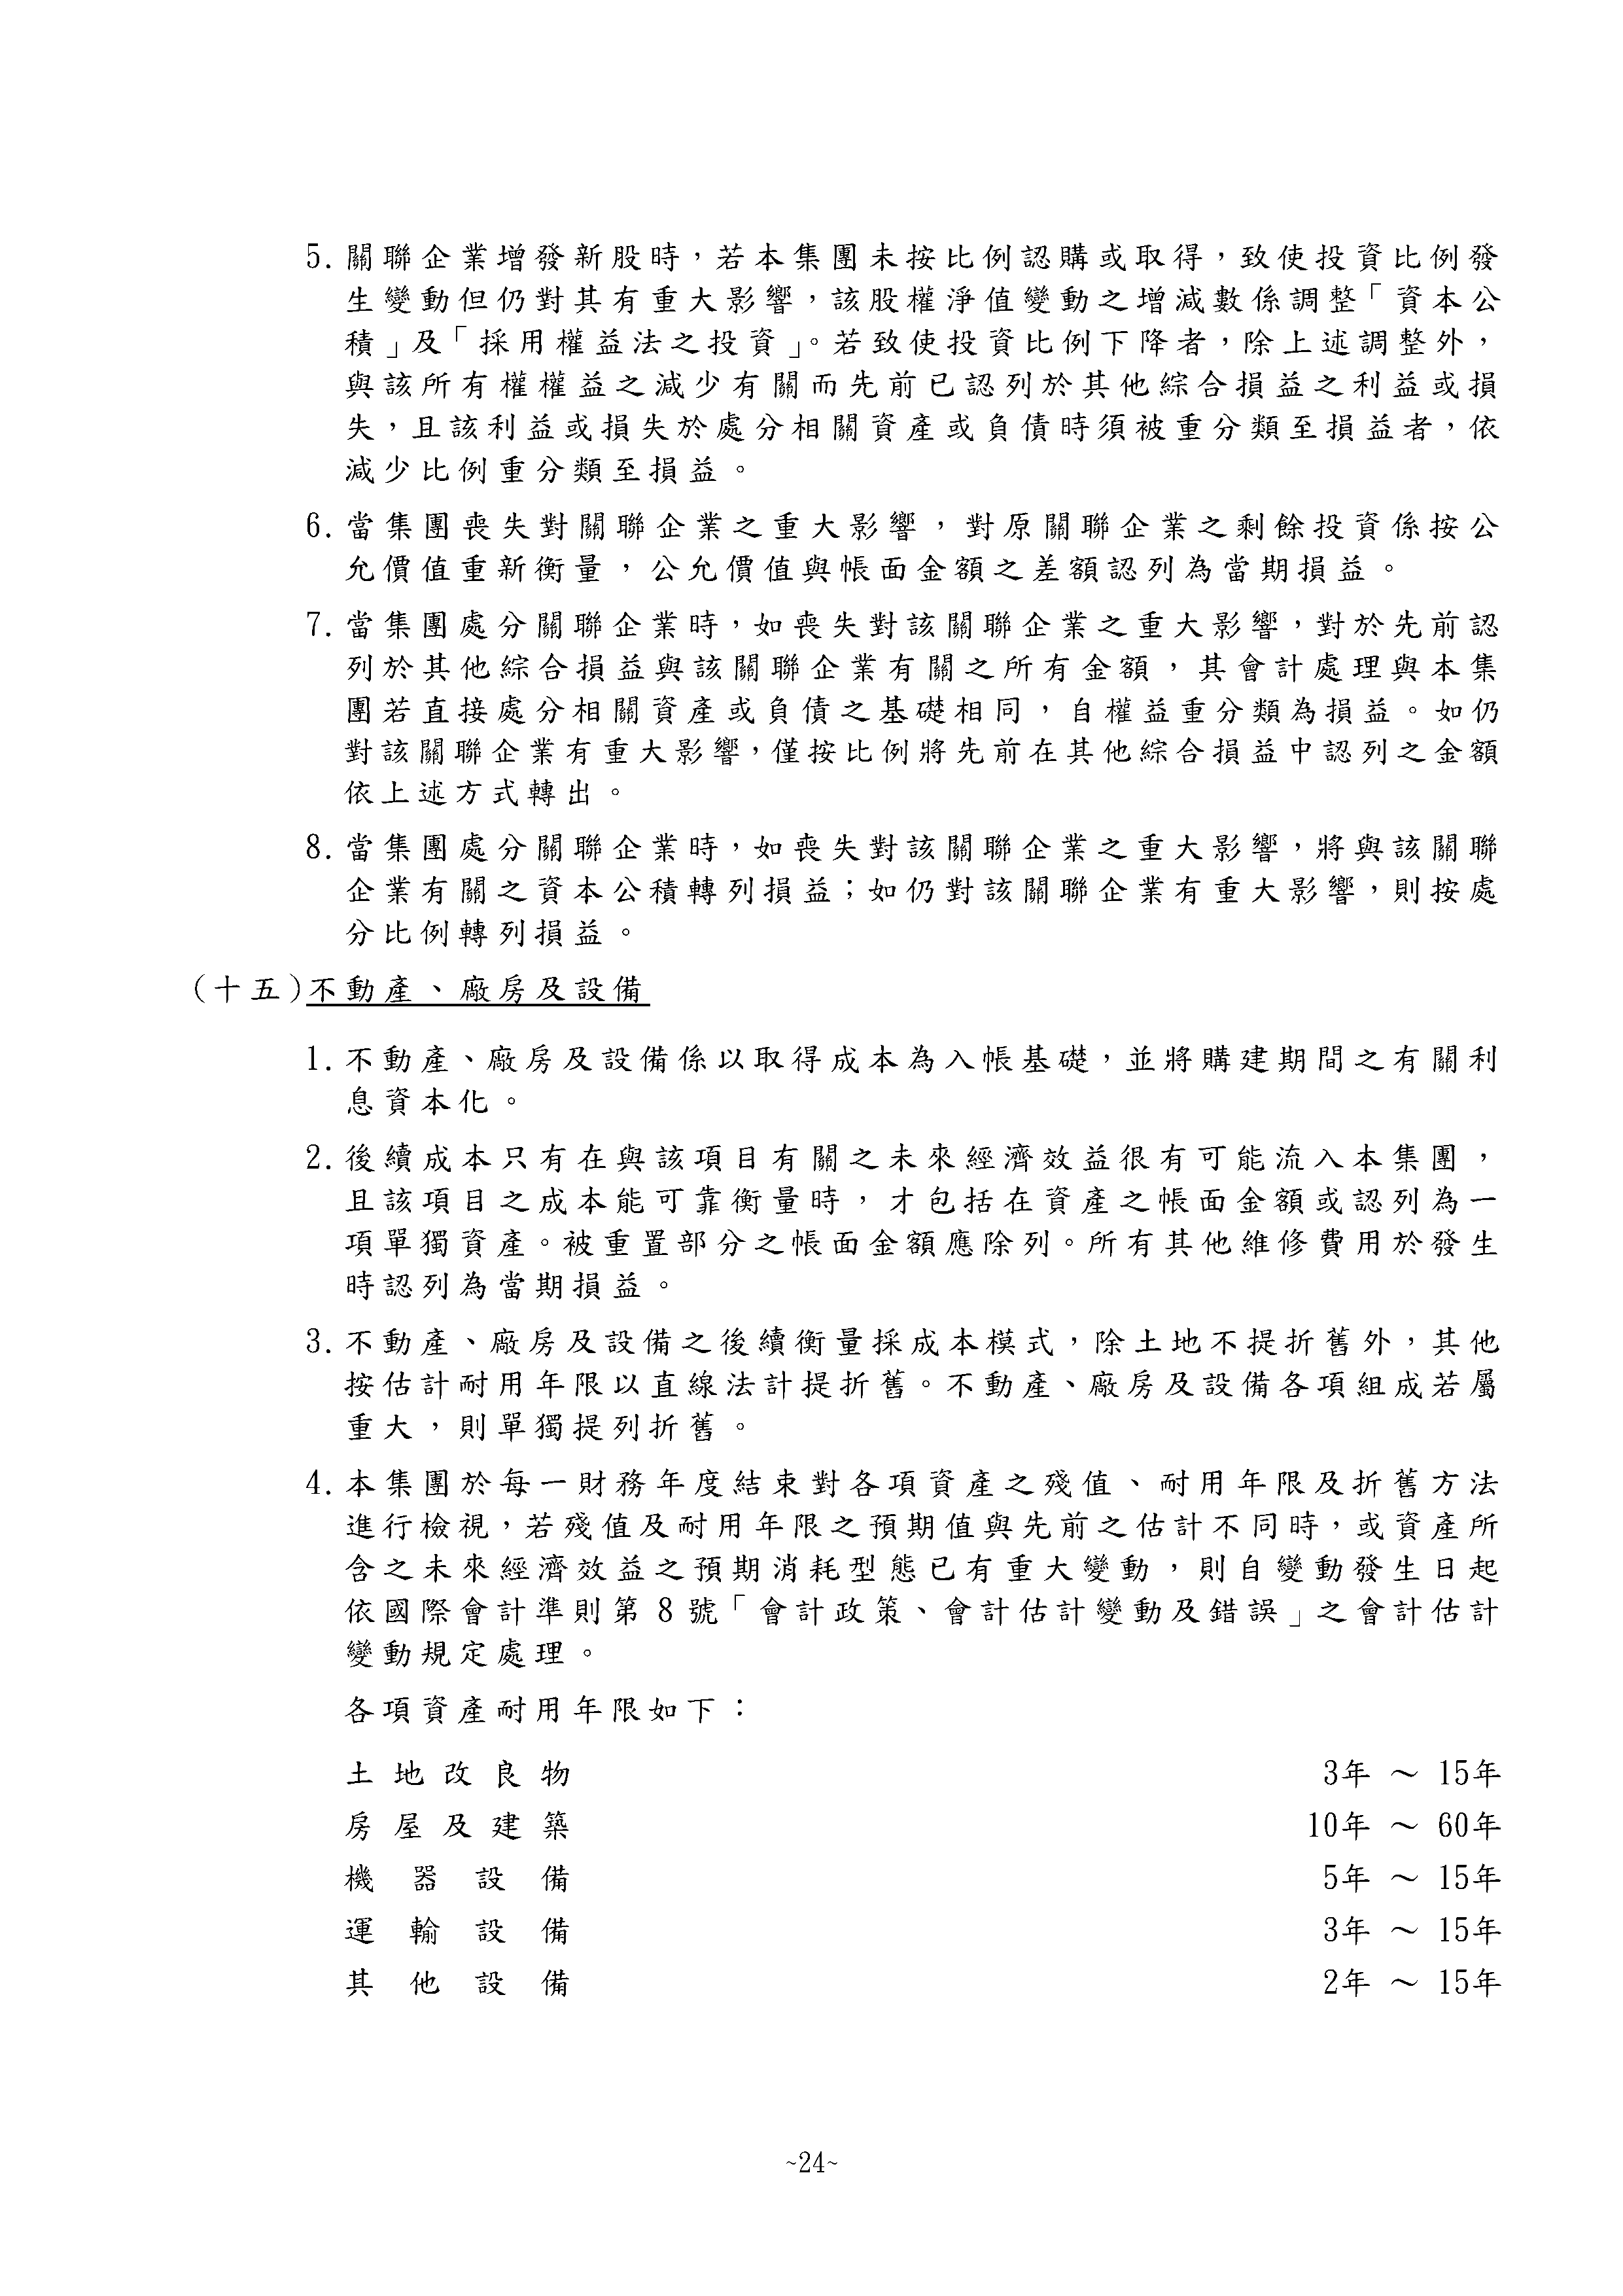 5. 關聯企業增發新股時，若本集團未按比例認購或取得，致使投資比例發
生變動但仍對其有重大影響，該股權淨值變動之增減數係調整「資本公
積」及「採用權益法之投資」。若致使投資比例下降者，除上述調整外，
與該所有權權益之減少有關而先前已認列於其他綜合損益之利益或損
失，且該利益或損失於處分相關資產或負債時須被重分類至損益者，依
減少比例重分類至損益。
6. 當集團喪失對關聯企業之重大影響，對原關聯企業之剩餘投資係按公
允價值重新衡量，公允價值與帳面金額之差額認列為當期損益。
7. 當集團處分關聯企業時，如喪失對該關聯企業之重大影響，對於先前認
列於其他綜合損益與該關聯企業有關之所有金額，其會計處理與本集
團若直接處分相關資產或負債之基礎相同，自權益重分類為損益。如仍
對該關聯企業有重大影響，僅按比例將先前在其他綜合損益中認列之金額
依上述方式轉出。
8. 當集團處分關聯企業時，如喪失對該關聯企業之重大影響，將與該關聯
企業有關之資本公積轉列損益；如仍對該關聯企業有重大影響，則按處
分比例轉列損益。
(十五)不動產、廠房及設備
1. 不動產、廠房及設備係以取得成本為入帳基礎，並將購建期間之有關利
息資本化。
2. 後續成本只有在與該項目有關之未來經濟效益很有可能流入本集團，
且該項目之成本能可靠衡量時，才包括在資產之帳面金額或認列為一
項單獨資產。被重置部分之帳面金額應除列。所有其他維修費用於發生
時認列為當期損益。
3. 不動產、廠房及設備之後續衡量採成本模式，除土地不提折舊外，其他
按估計耐用年限以直線法計提折舊。不動產、廠房及設備各項組成若屬
重大，則單獨提列折舊。
4. 本集團於每一財務年度結束對各項資產之殘值、耐用年限及折舊方法
進行檢視，若殘值及耐用年限之預期值與先前之估計不同時，或資產所
含之未來經濟效益之預期消耗型態已有重大變動，則自變動發生日起
依國際會計準則第 8 號「會計政策、會計估計變動及錯誤」之會計估計
變動規定處理。
各項資產耐用年限如下：
土地改良物 3年 ～ 15年
房屋及建築 10年 ～ 60年
機器設備 5年 ～ 15年
運輸設備 3年 ～ 15年
其他設備 2年 ～ 15年
~24~